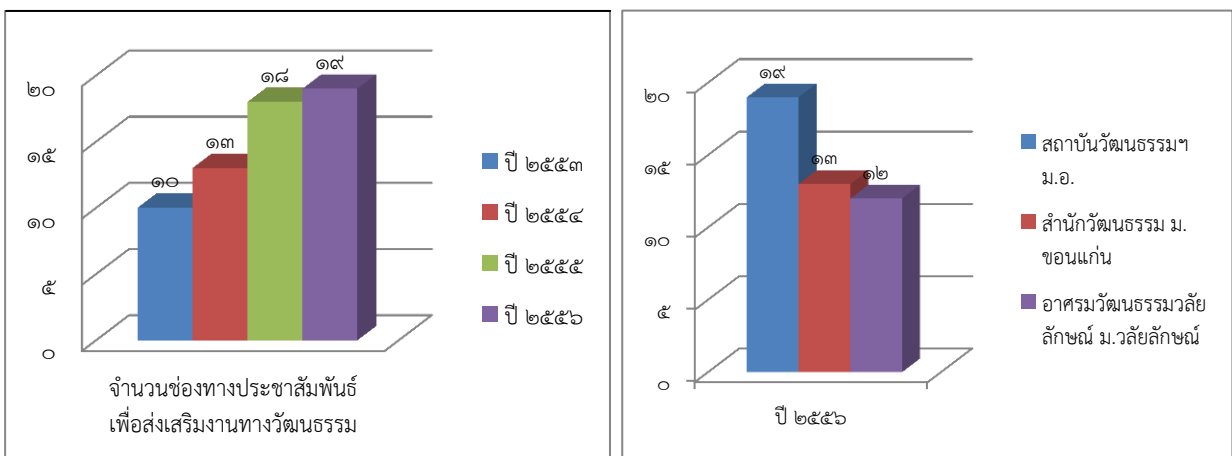 ๒๐
๑๕
๑๐
๕
๐
๑๐
๑๓
๑๘
๑๙
จำนวนช่องทางประชาสัมพันธ์
เพื่อส่งเสริมงานทางวัฒนธรรม
ปี ๒๕๕๓
ปี ๒๕๕๔
ปี ๒๕๕๕
ปี ๒๕๕๖
๒๐
๑๕
๑๐
๕
๐
๑๙
๑๓
๑๒
ปี ๒๕๕๖
สถาบันวัฒนธรรมฯ
ม.อ.
สำนักวัฒนธรรม ม.
ขอนแก่น
อาศรมวัฒนธรรมวลัย
ลักษณ์ ม.วลัยลักษณ์